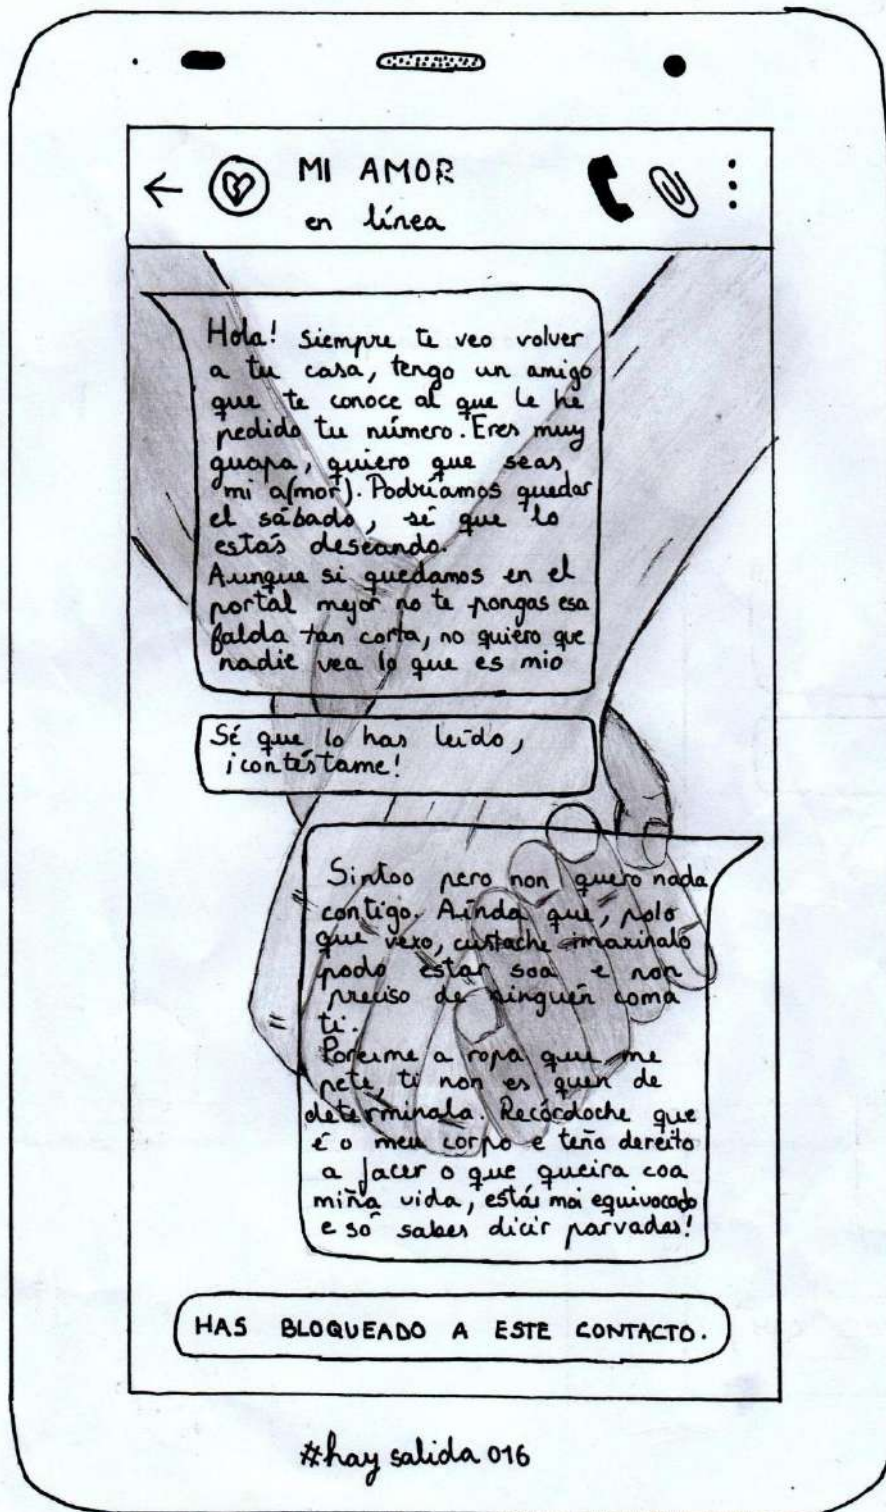 MI AMOR
en línea
Hola! siempre te veo volver
a tu casa, tengo un amigo
que te conoce al que le he
pedido tu número. Eres muy
guapa, quiero que seas
mi a(mor). Podríamos quedar
el sábado, sé que lo
estás deseando.
Aunque si quedamos en el
portal mejor no te pongas esa
falda tan corta, no quiero que
nadie vea lo que es mio
Sé que lo has leído,
¡contéstame!
Sintoo pero non quero nada
contigo. Aínda que, polo
que vexo, custache imaxinalo
podo estar soa e non
preciso de ninguén coma
ti.
Poreime a ropa que me
pete, ti non es quen de
determinala. Recórdoche que
é o meu corpo e teño dereito
a facer o que queira coa
miña vida, estás moi equivocado
e só sabes dicir parvadas!
HAS BLOQUEADO A ESTE CONTACTO.
#hay salida 016